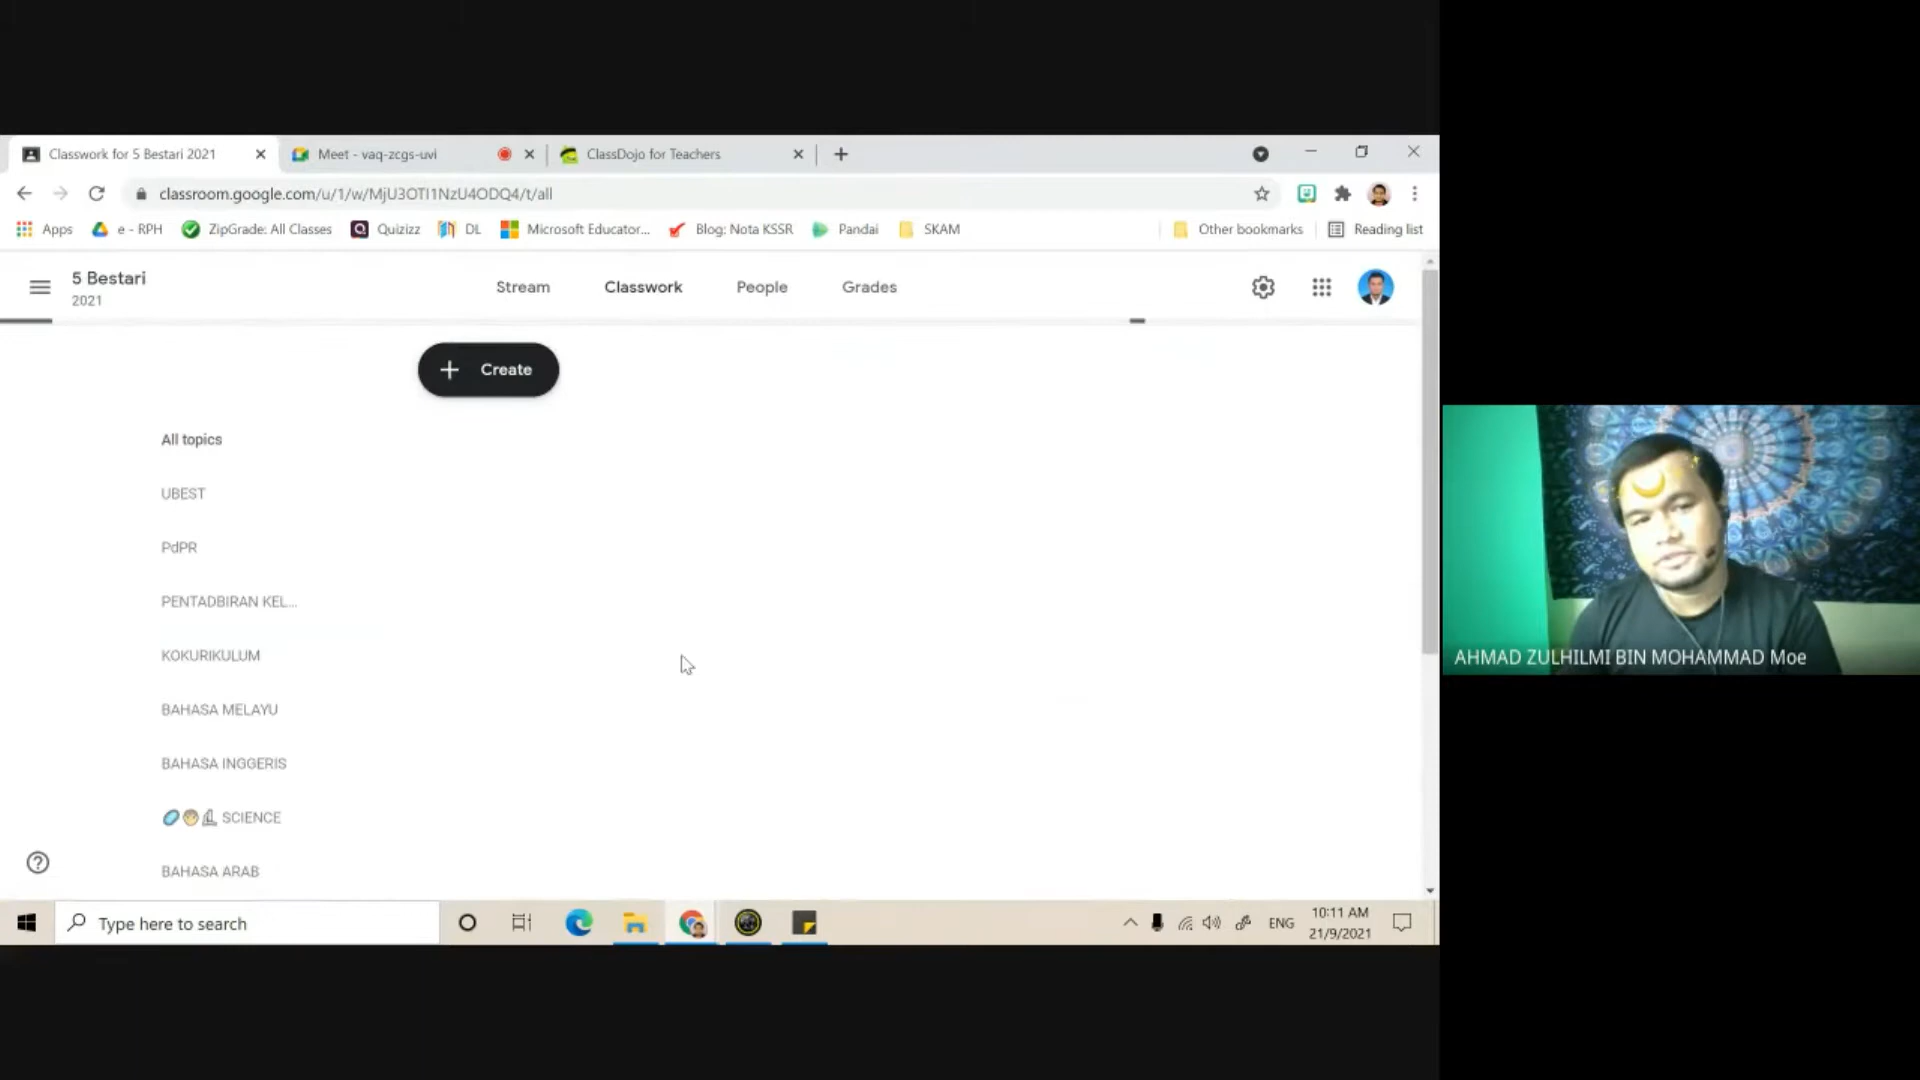 Classwork for 5 Bestari 2021
Meet - vaq-zcgs-uvi
ClassDojo for Teachers
classroom.google.com/u/1/w/MjU3OTI1NzU4ODQ4/t/all
Apps
e - RPH
ZipGrade: All Classes
Quizizz
DL
Microsoft Educator...
Blog: Nota KSSR
Pandai
SKAM
Other bookmarks
Reading list
5 Bestari
2021
Stream
Classwork
People
Grades
Create
All topics
UBEST
PdPR
PENTADBIRAN KEL...
KOKURIKULUM
BAHASA MELAYU
BAHASA INGGERIS
SCIENCE
BAHASA ARAB
AHMAD ZULHILMI BIN MOHAMMAD Moe
Type here to search
ENG
10:11 AM
21/9/2021